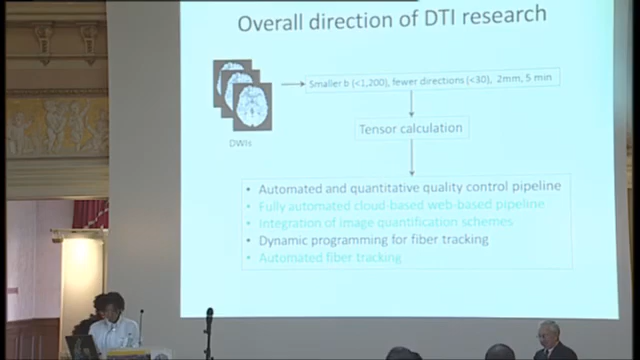 Overall direction of DTI research
Smaller b (<1,200), fewer directions (<30), 2mm, 5 min
DWIs
Tensor calculation
• Automated and quantitative quality control pipeline
• Fully automated cloud-based web-based pipeline
• Integration of image quantification schemes
• Dynamic programming for fiber tracking
• Automated fiber tracking